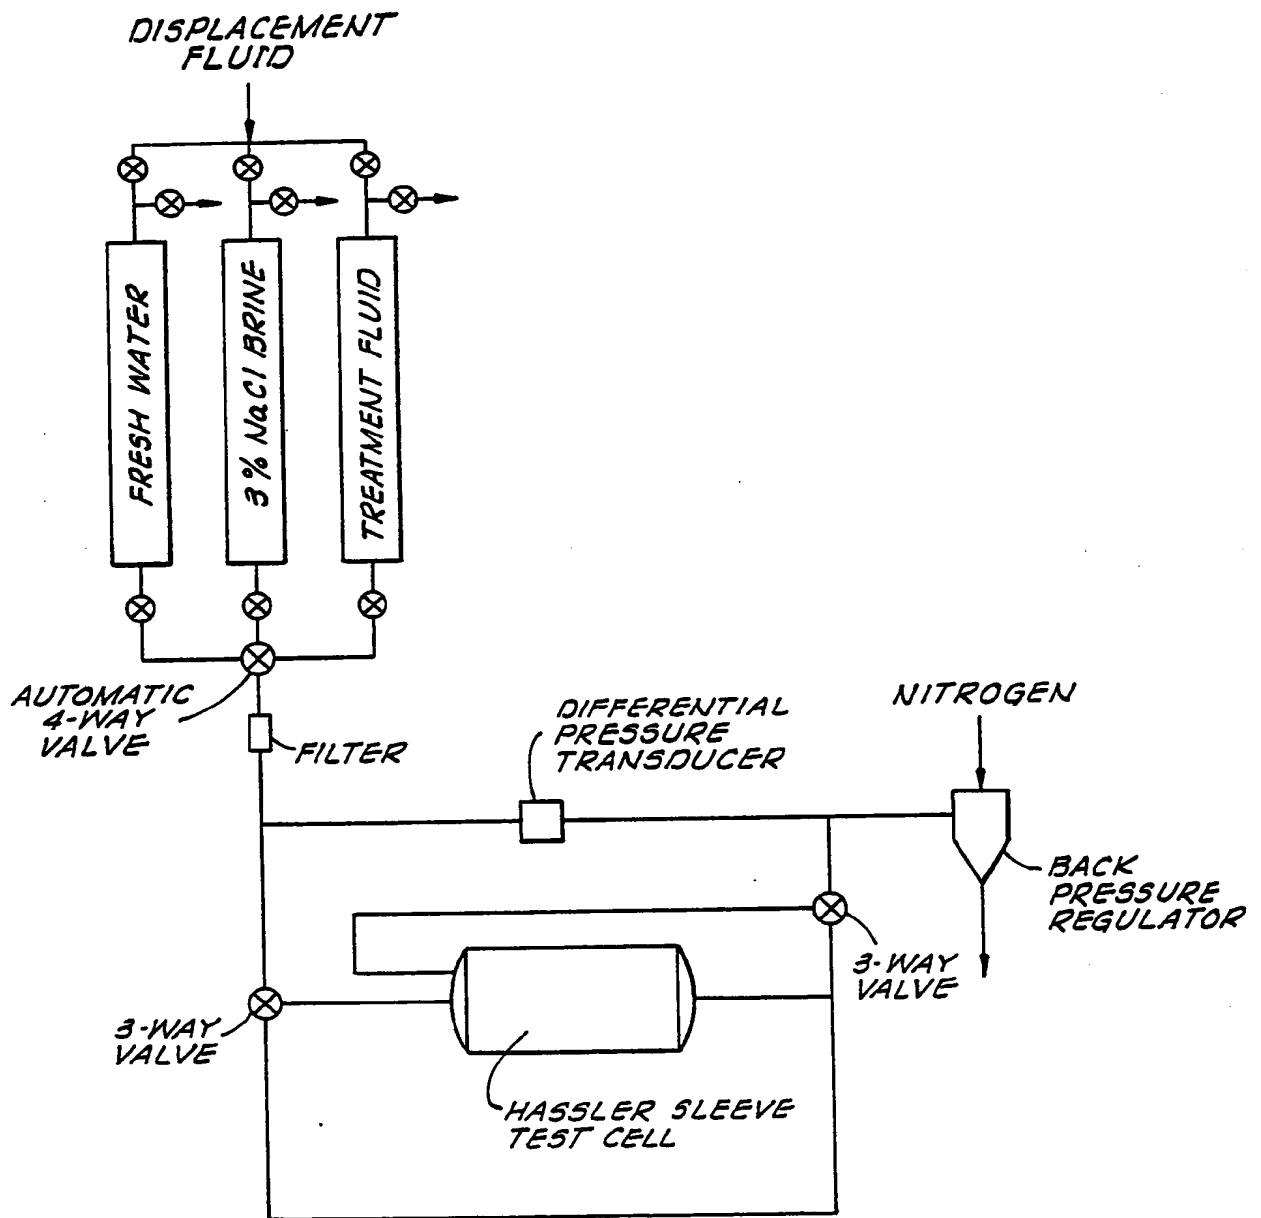 DISPLACEMENT
FLUID
FRESH WATER
3% NaCl BRINE
TREATMENT FLUID
AUTOMATIC
4-WAY
VALVE
FILTER
DIFFERENTIAL
PRESSURE
TRANSDUCER
NITROGEN
BACK
PRESSURE
REGULATOR
3-WAY
VALVE
3-WAY
VALVE
HASSLER SLEEVE
TEST CELL